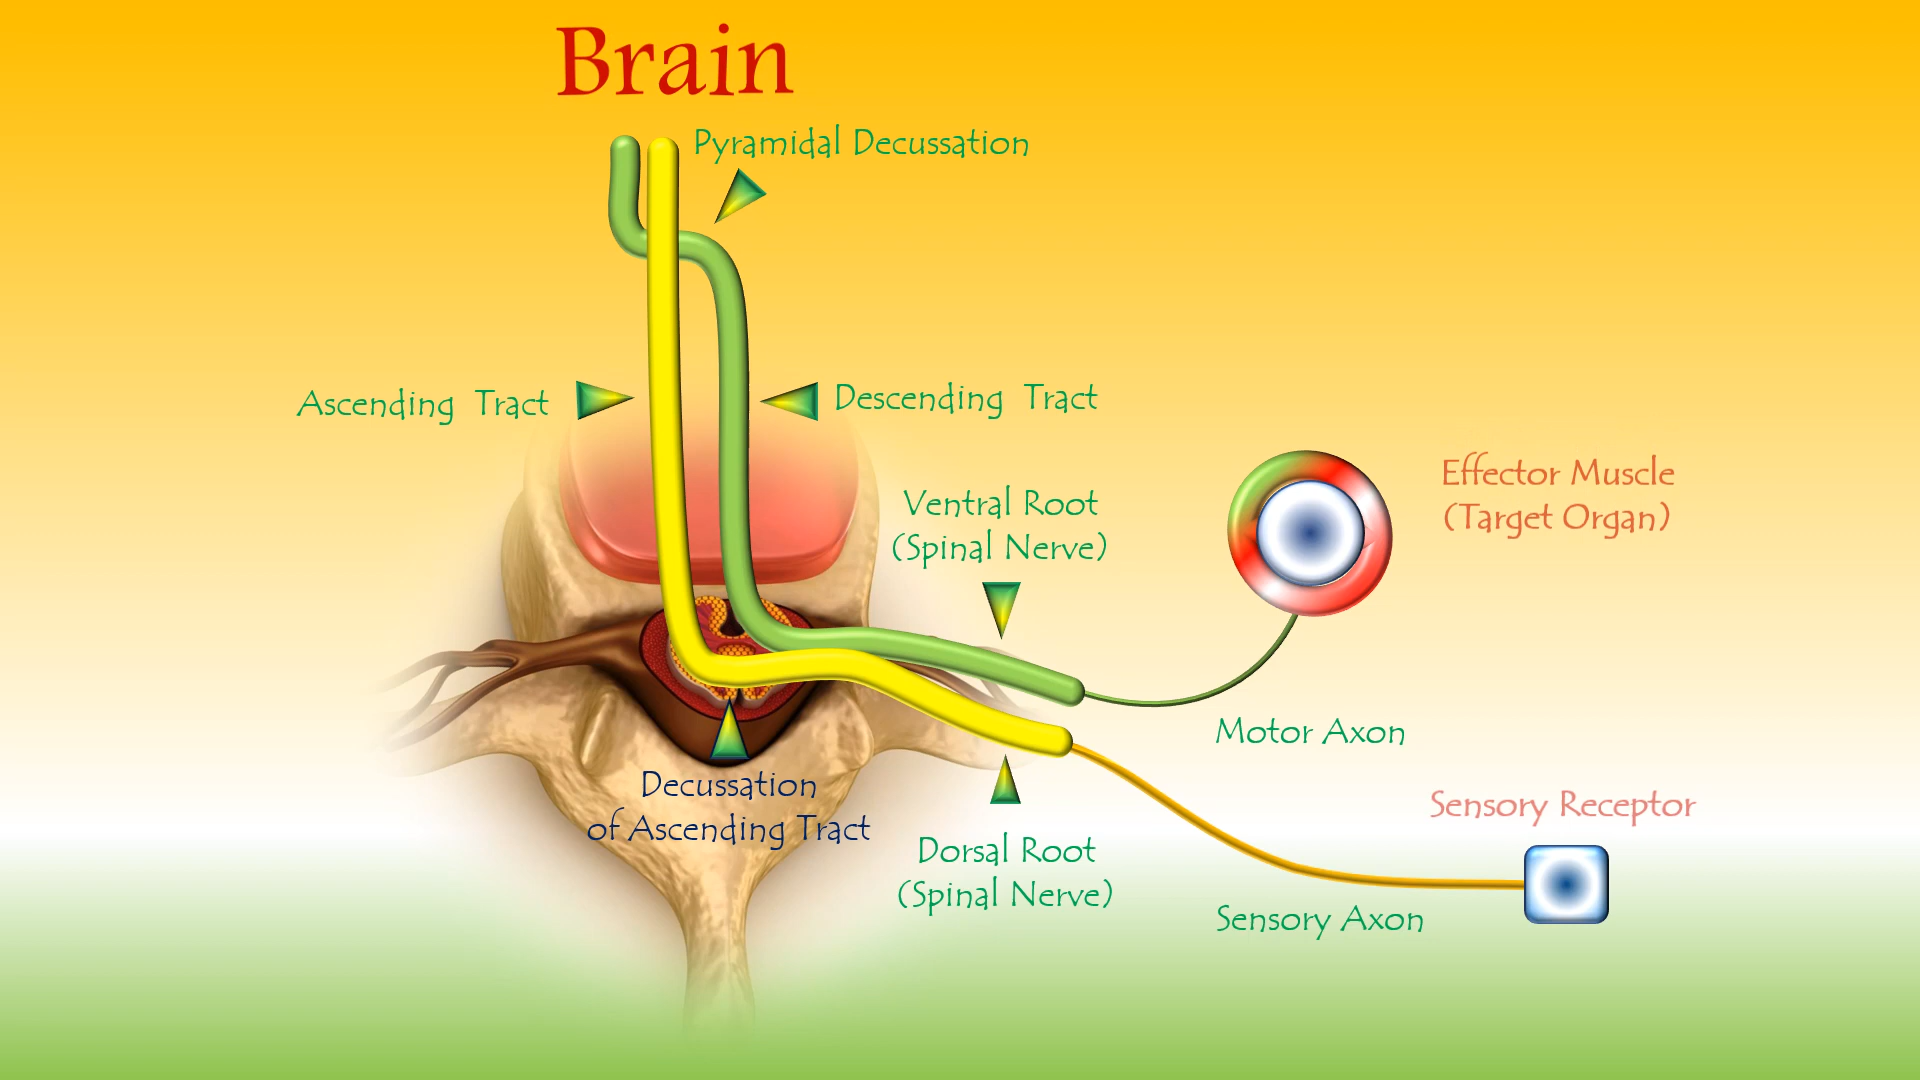 Brain
Pyramidal Decussation
Ascending Tract
Descending Tract
Ventral Root
(Spinal Nerve)
Effector Muscle
(Target Organ)
Motor Axon
Decussation
of Ascending Tract
Sensory Receptor
Dorsal Root
(Spinal Nerve)
Sensory Axon